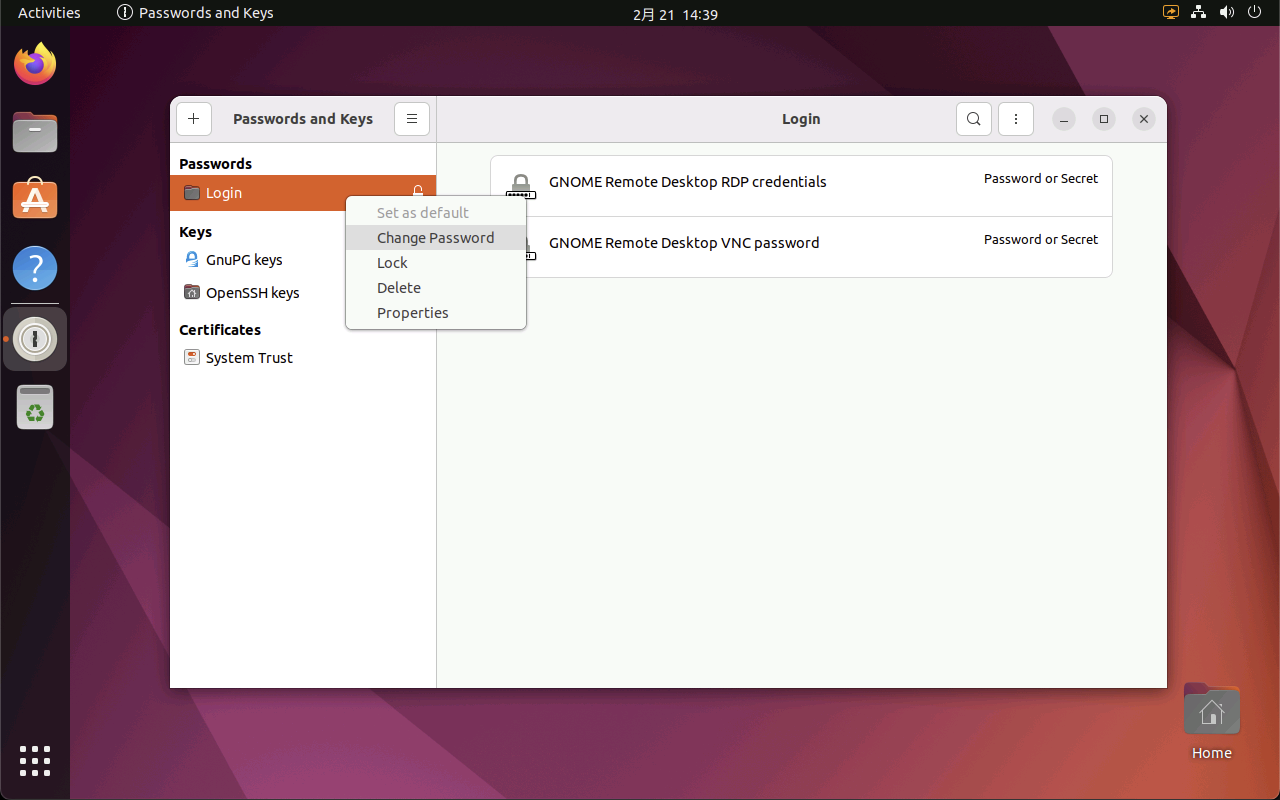 Activities
Passwords and Keys
2月 21 14:39
Passwords and Keys
Login
Passwords
Login
Set as default
Change Password
Lock
Delete
Properties
Keys
GnuPG keys
OpenSSH keys
Certificates
System Trust
GNOME Remote Desktop RDP credentials
Password or Secret
GNOME Remote Desktop VNC password
Password or Secret
Home